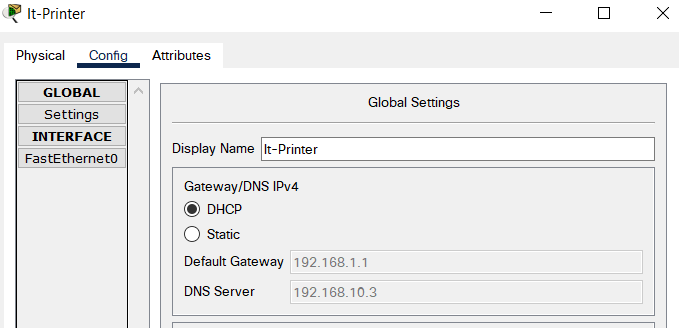 It-Printer
Physical Config Attributes
GLOBAL
Settings
INTERFACE
FastEthernet0
Global Settings
Display Name It-Printer
Gateway/DNS IPv4
DHCP
Static
Default Gateway 192.168.1.1
DNS Server 192.168.10.3